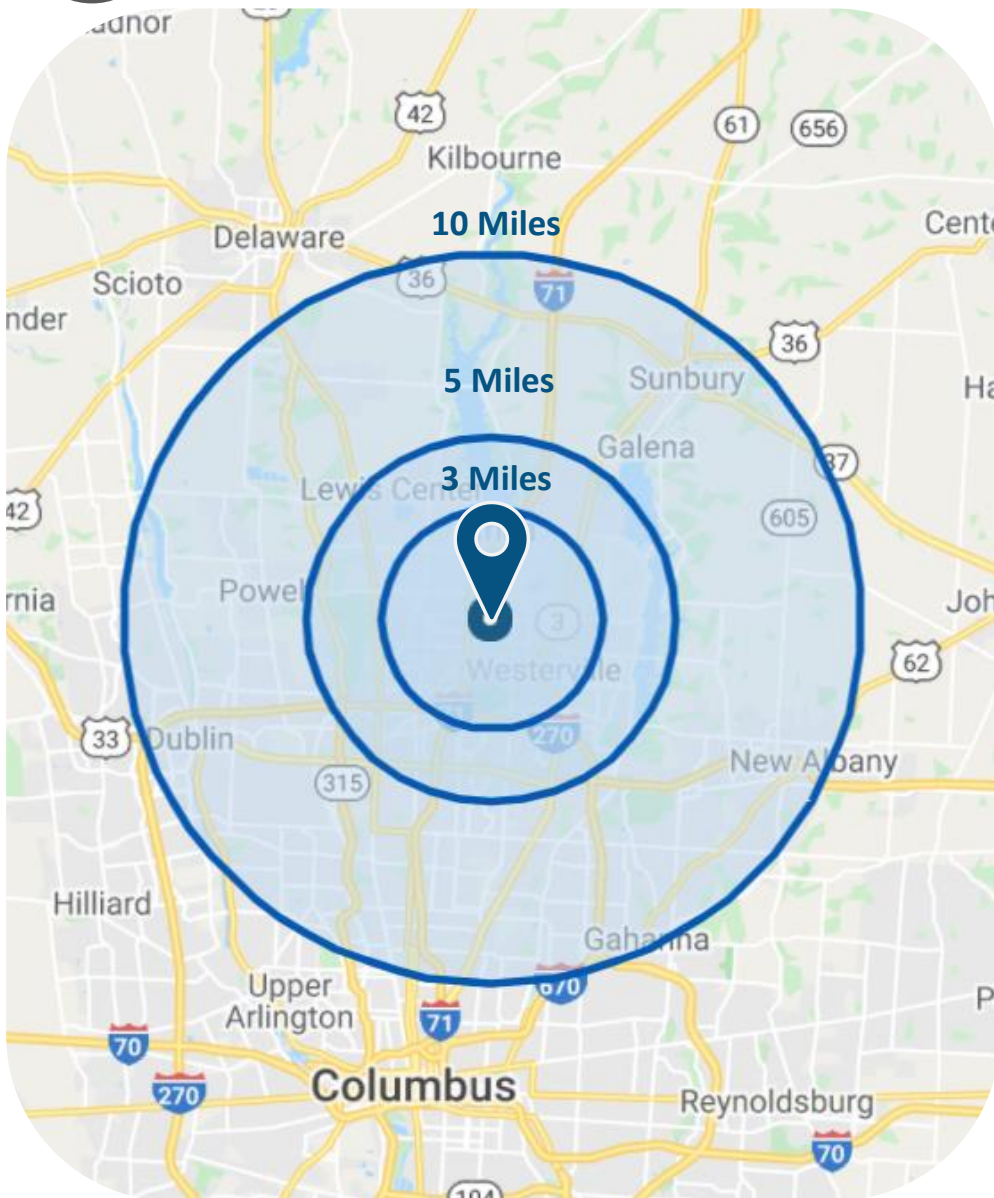 adnor
42
61
656
Kilbourne
10 Miles
Delaware
Cent
36
Scioto
71
nder
36
5 Miles
Sunbury
Ha
Galena
37
3 Miles
Lewis Center
42
605
Powel
rnia
3
Joh
Westerville
62
33
Dublin
270
New Albany
315
Hilliard
Gahanna
Upper
Arlington
670
P
71
70
Columbus
270
Reynoldsburg
70
104